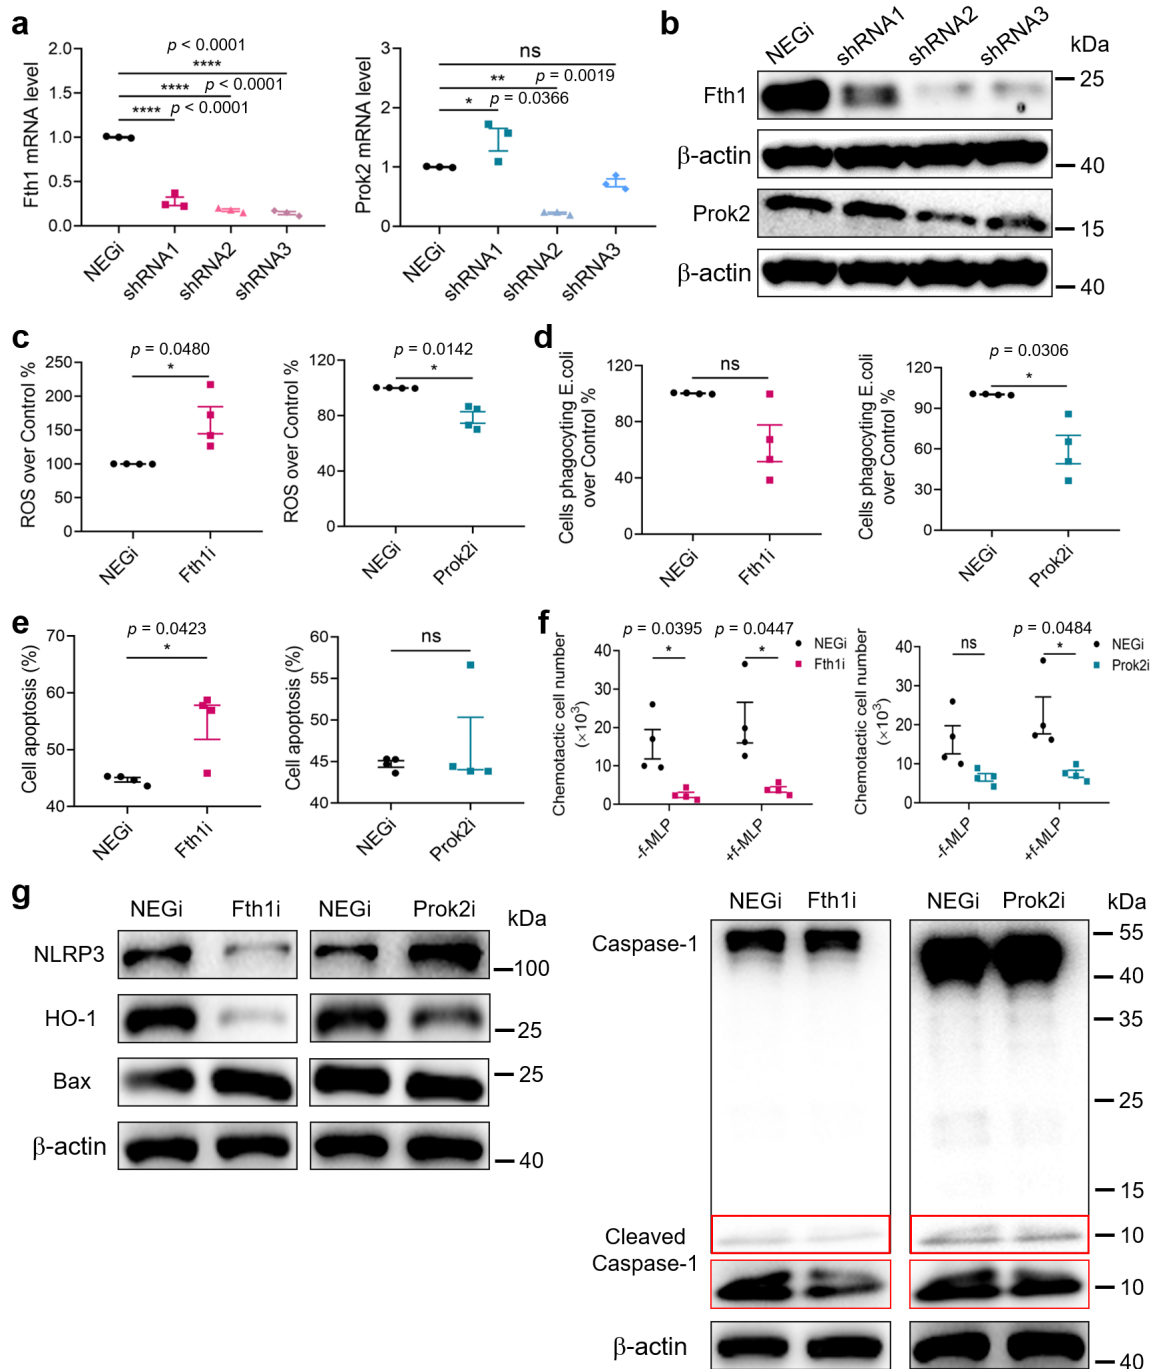 a
Fth1 mRNA level
2.0
1.5
1.0
0.5
0.0
p < 0.0001
****
**** p < 0.0001
**** p < 0.0001
NEGi
shRNA1
shRNA2
shRNA3
Prok2 mRNA level
3
2
1
0
ns
** p = 0.0019
* p = 0.0366
NEGi
shRNA1
shRNA2
shRNA3
b
NEGi
shRNA1
shRNA2
shRNA3
kDa
Fth1
25
β-actin
40
Prok2
15
β-actin
40
c
ROS over Control %
250
200
150
100
50
0
p = 0.0480
*
NEGi
Fth1i
ROS over Control %
120
80
40
0
p = 0.0142
*
NEGi
Prok2i
d
Cells phagocyting E.coli
over Control %
120
80
40
0
ns
NEGi
Fth1i
Cells phagocyting E.coli
over Control %
120
90
60
30
0
p = 0.0306
*
NEGi
Prok2i
e
Cell apoptosis (%)
70
60
50
40
p = 0.0423
*
NEGi
Fth1i
Cell apoptosis (%)
60
55
50
45
40
ns
NEGi
Prok2i
f
Chemotactic cell number
(×10³)
40
30
20
10
0
p = 0.0395
*
p = 0.0447
*
NEGi
Fth1i
-f-MLP
+f-MLP
Chemotactic cell number
(×10³)
40
30
20
10
0
ns
p = 0.0484
*
NEGi
Prok2i
-f-MLP
+f-MLP
g
NEGi Fth1i NEGi Prok2i kDa
NLRP3
100
HO-1
25
Bax
25
β-actin
40
NEGi Fth1i NEGi Prok2i kDa
Caspase-1
55
40
35
25
15
Cleaved
Caspase-1
10
10
β-actin
40